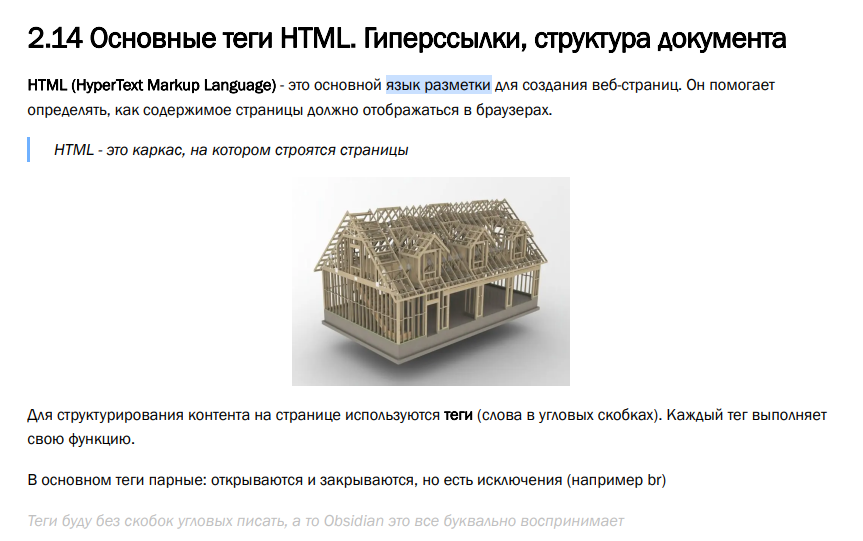 2.14 Основные теги HTML. Гиперссылки, структура документа
HTML (HyperText Markup Language) - это основной язык разметки для создания веб-страниц. Он помогает
определять, как содержимое страницы должно отображаться в браузерах.
HTML - это каркас, на котором строятся страницы
Для структурирования контента на странице используются теги (слова в угловых скобках). Каждый тег выполняет
свою функцию.
В основном теги парные: открываются и закрываются, но есть исключения (например br)
Теги буду без скобок угловых писать, а то Obsidian это все буквально воспринимает